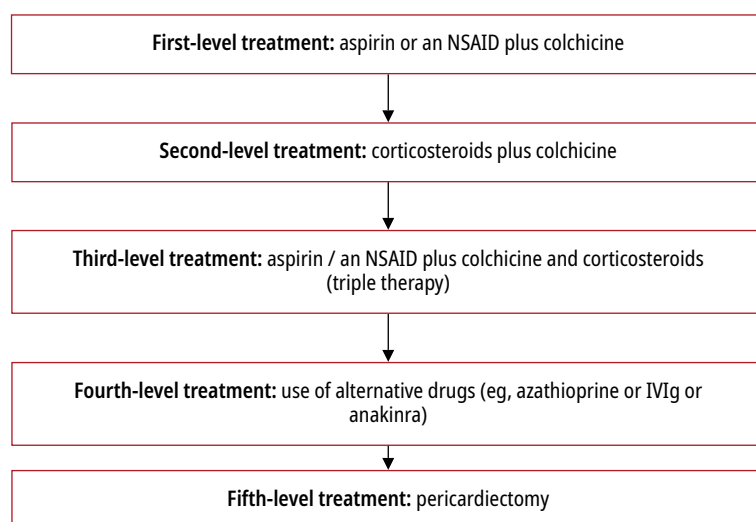 First-level treatment: aspirin or an NSAID plus colchicine
Second-level treatment: corticosteroids plus colchicine
Third-level treatment: aspirin / an NSAID plus colchicine and corticosteroids
(triple therapy)
Fourth-level treatment: use of alternative drugs (eg, azathioprine or IVIg or
anakinra)
Fifth-level treatment: pericardiectomy